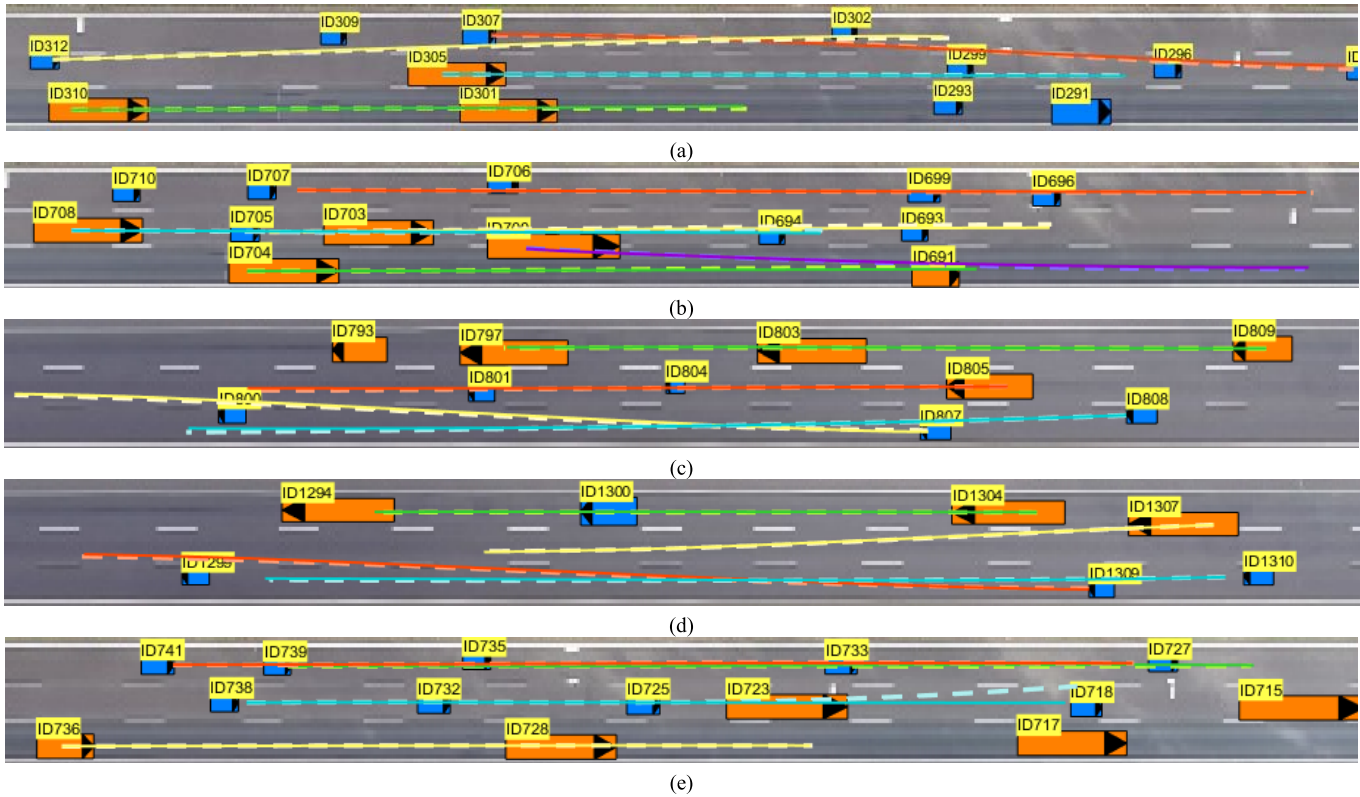 ID309 ID307 ID302
ID312 ID305 ID299 ID296
ID310 ID301 ID293 ID291
(a)
ID710 ID707 ID706 ID699 ID696
ID708 ID705 ID703 ID694 ID693
ID704 ID691
(b)
ID793 ID797 ID803 ID809
ID801 ID804 ID805
ID800 ID807 ID808
(c)
ID1294 ID1300 ID1304 ID1307
ID1309 ID1310
(d)
ID741 ID739 ID735 ID733 ID727
ID738 ID732 ID725 ID723 ID718 ID715
ID736 ID728 ID717
(e)